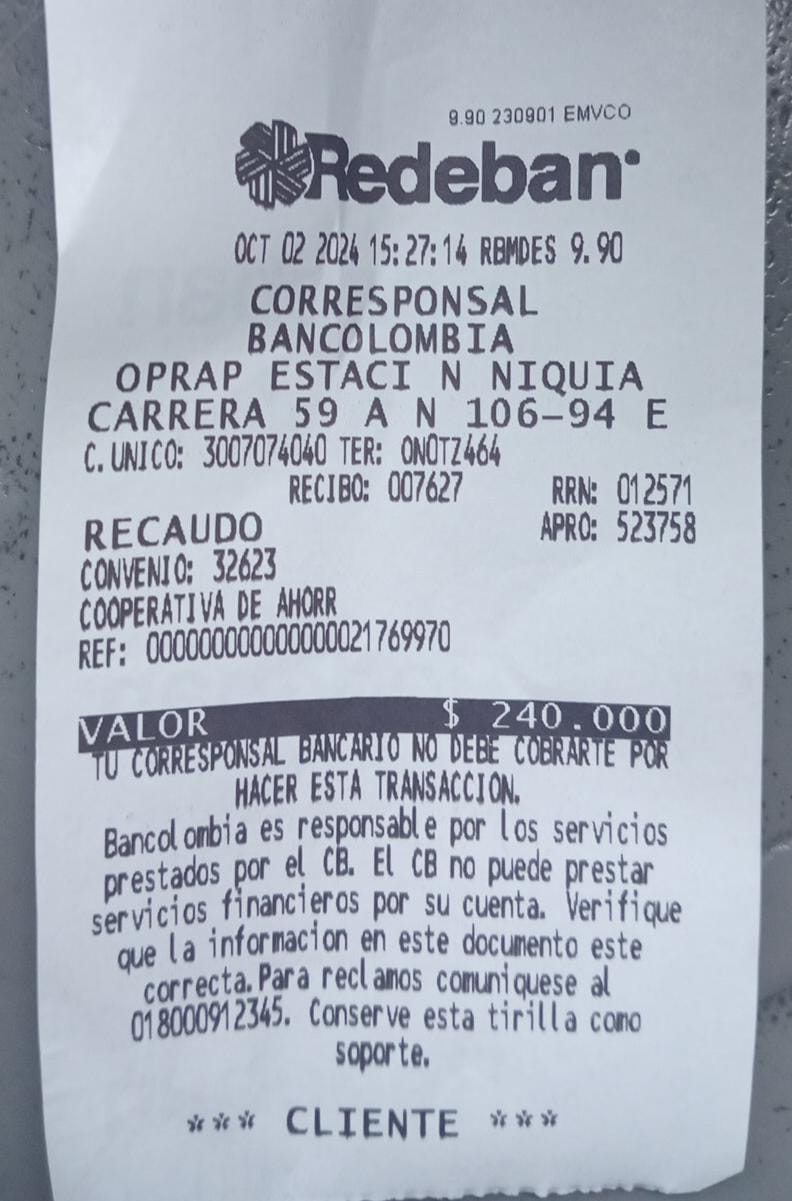 9.90 230901 EMVCO
Redeban
OCT 02 2024 15:27:14 RBMDES 9.90
CORRESPONSAL
BANCOLOMBIA
OPRAP ESTACI N NIQUIA
CARRERA 59 A N 106-94 E
C. UNICO: 3007074040 TER: ONOTZ464
RECIBO: 007627 RRN: 012571
RECAUDO APRO: 523758
CONVENIO: 32623
COOPERATIVA DE AHORR
REF: 0000000000000000021769970
VALOR $ 240.000
TU CORRESPONSAL BANCARIO NO DEBE COBRARTE POR
HACER ESTA TRANSACCION.
Bancolombia es responsable por los servicios
prestados por el CB. El CB no puede prestar
servicios financieros por su cuenta. Verifique
que la informacion en este documento este
correcta.Para reclamos comuniquese al
018000912345. Conserve esta tirilla como
soporte.
*** CLIENTE ***